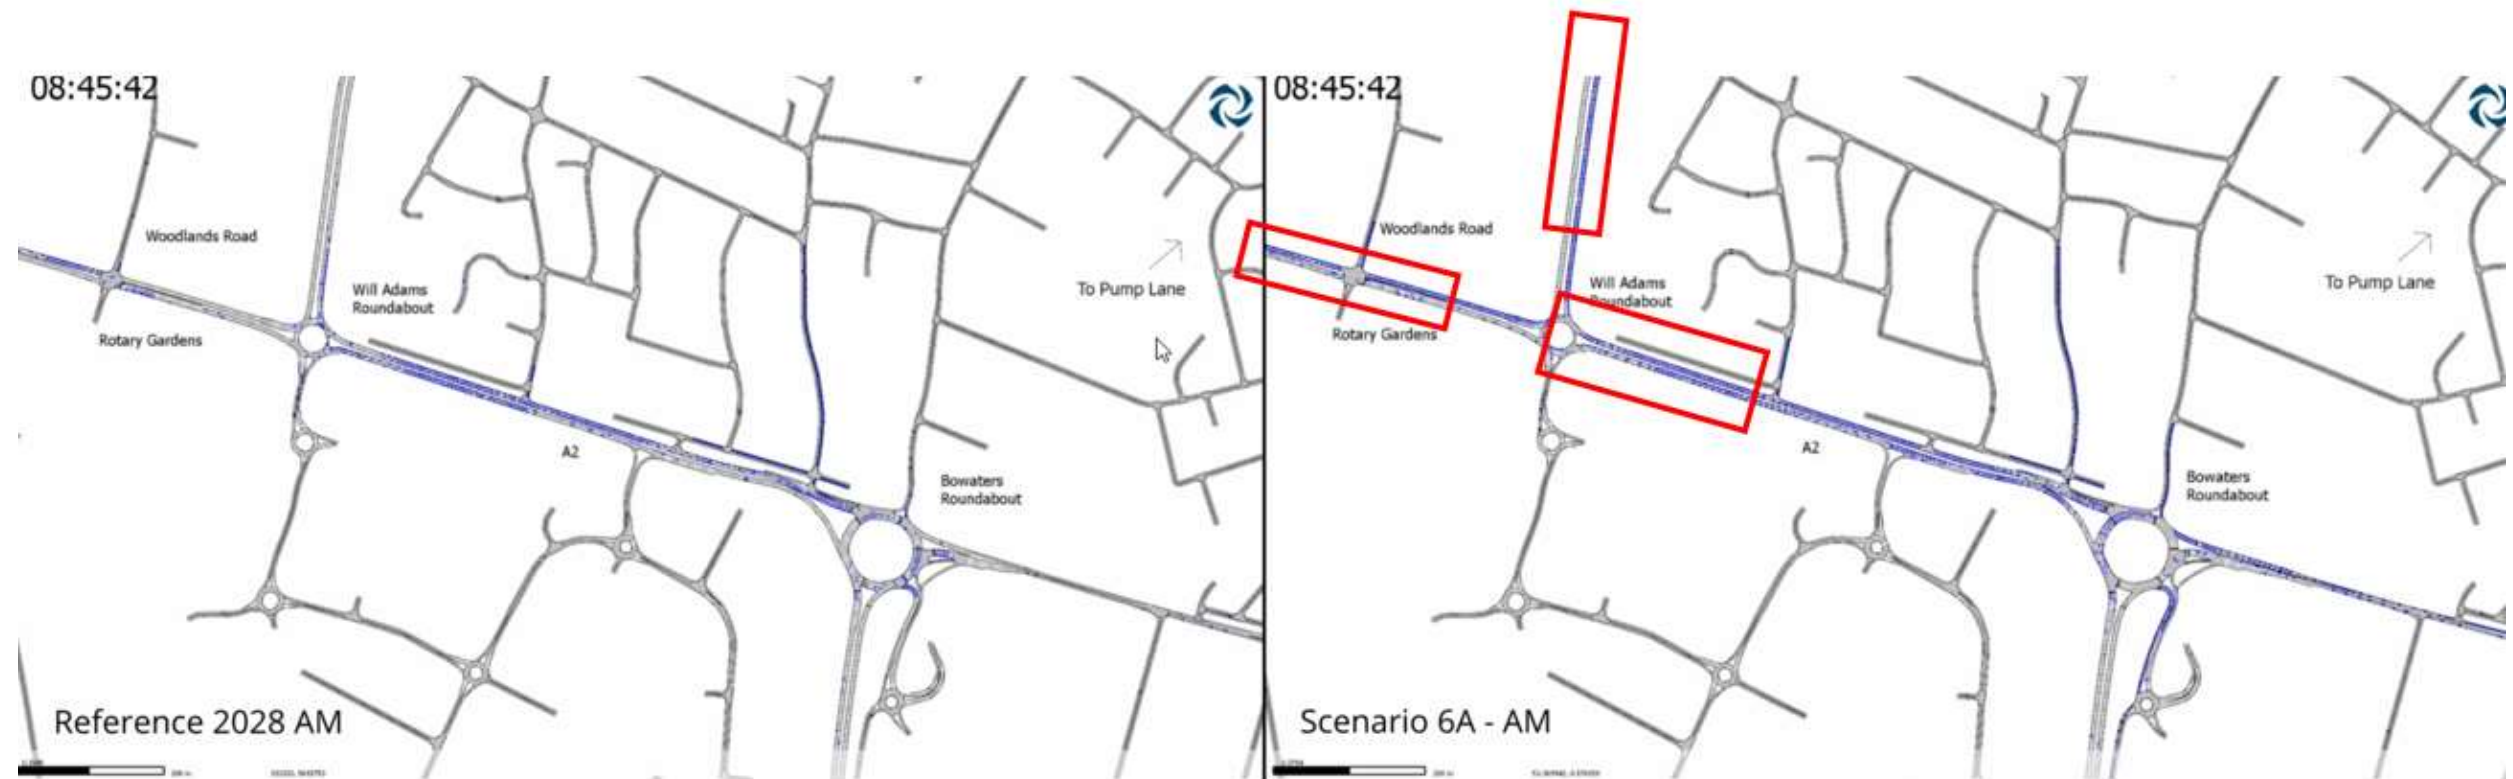 08:45:42
Woodlands Road
Will Adams
Roundabout
Rotary Gardens
To Pump Lane
A2
Bowaters
Roundabout
Reference 2028 AM
08:45:42
Woodlands Road
Will Adams
Roundabout
Rotary Gardens
To Pump Lane
A2
Bowaters
Roundabout
Scenario 6A - AM